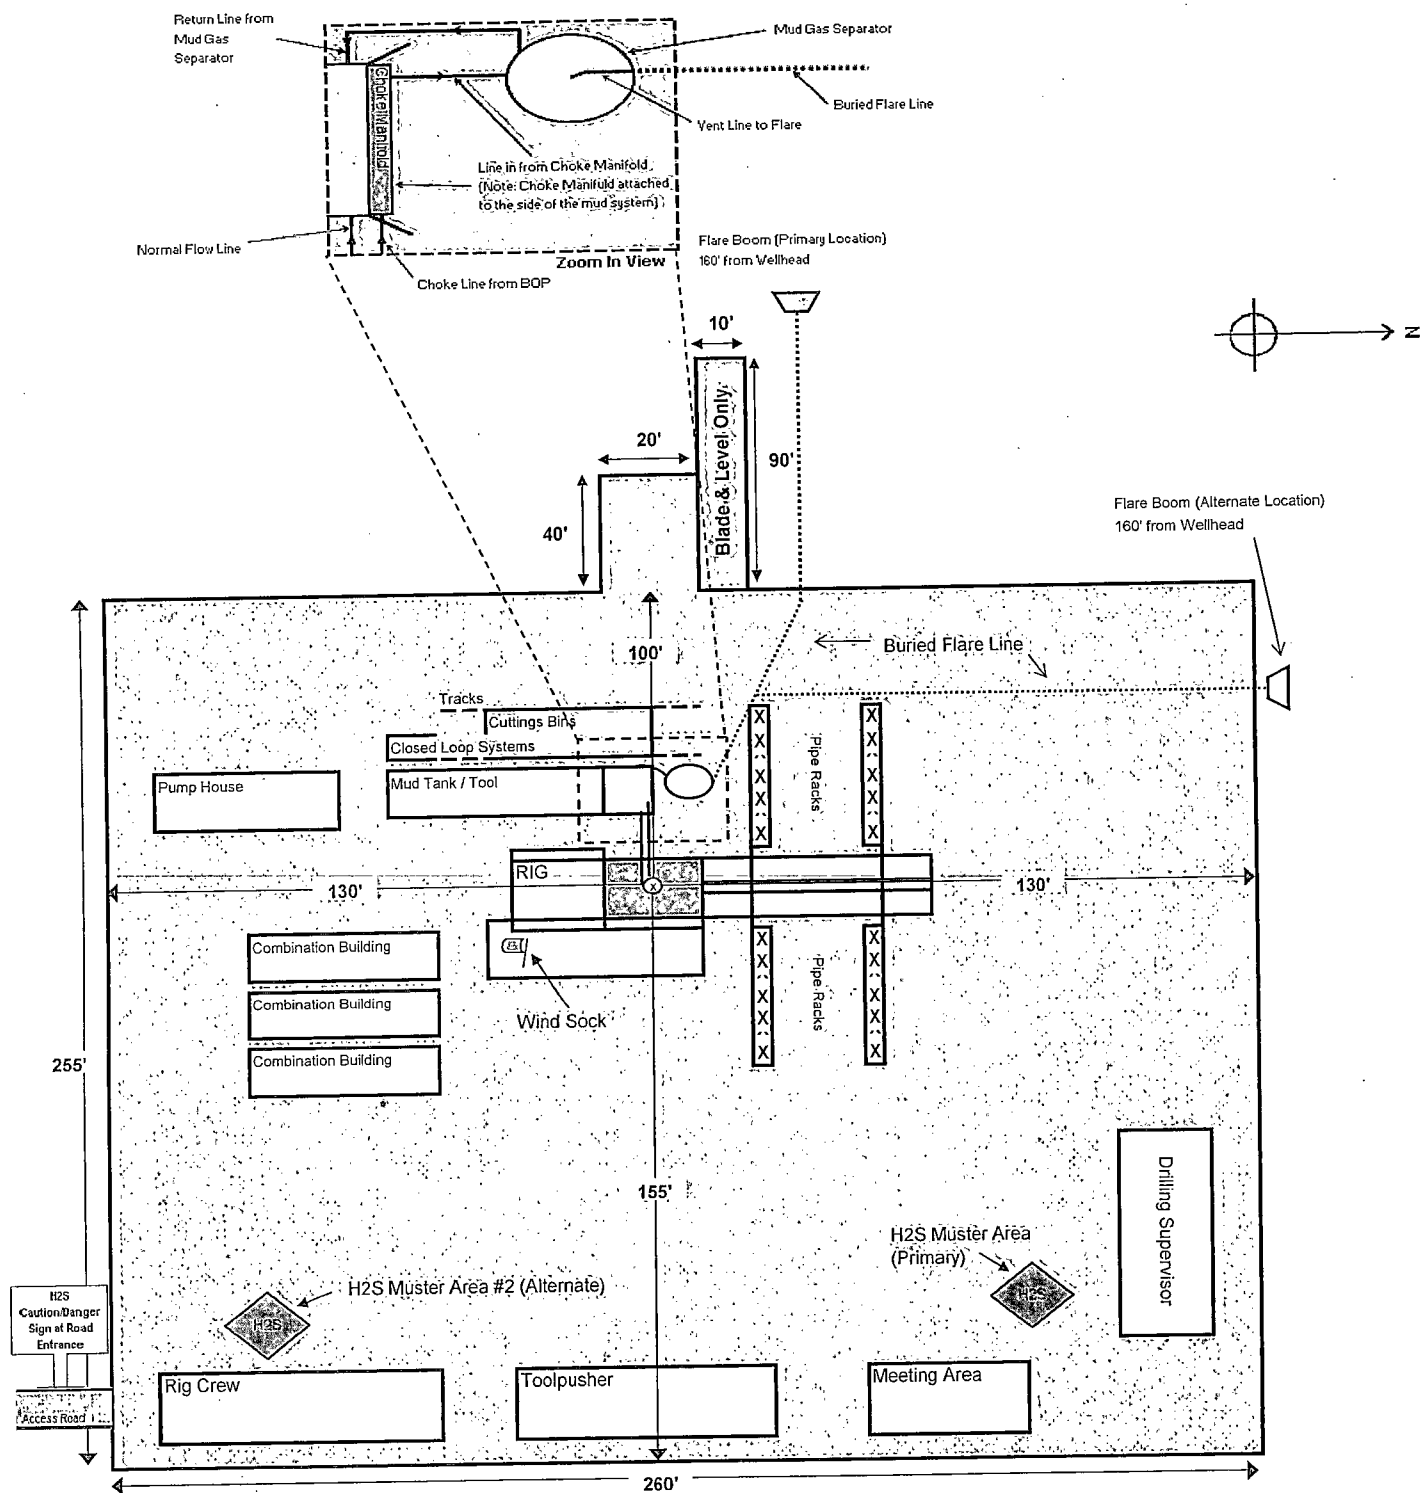 Return Line from
Mud Gas
Separator
Mud Gas Separator
Buried Flare Line
Vent Line to Flare
Choke Manifold
Line in from Choke Manifold
(Note: Choke Manifold attached
to the side of the mud system)
Normal Flow Line
Choke Line from BOP
Zoom In View
Flare Boom (Primary Location)
160' from Wellhead
N
10'
Blade & Level Only
90'
20'
40'
Flare Boom (Alternate Location)
160' from Wellhead
100'
Buried Flare Line
Tracks
Cuttings Bins
Closed Loop Systems
Mud Tank / Tool
Pump House
X
X
X
X
X
Pipe Racks
X
X
X
X
X
RIG
x
130'
130'
Combination Building
Combination Building
Combination Building
Wind Sock
X
X
X
X
X
Pipe Racks
X
X
X
X
X
255'
155'
Drilling Supervisor
H2S Muster Area
(Primary)
H2S
H2S Muster Area #2 (Alternate)
H2S
H2S
Caution/Danger
Sign at Road
Entrance
Access Road
Rig Crew
Toolpusher
Meeting Area
260'